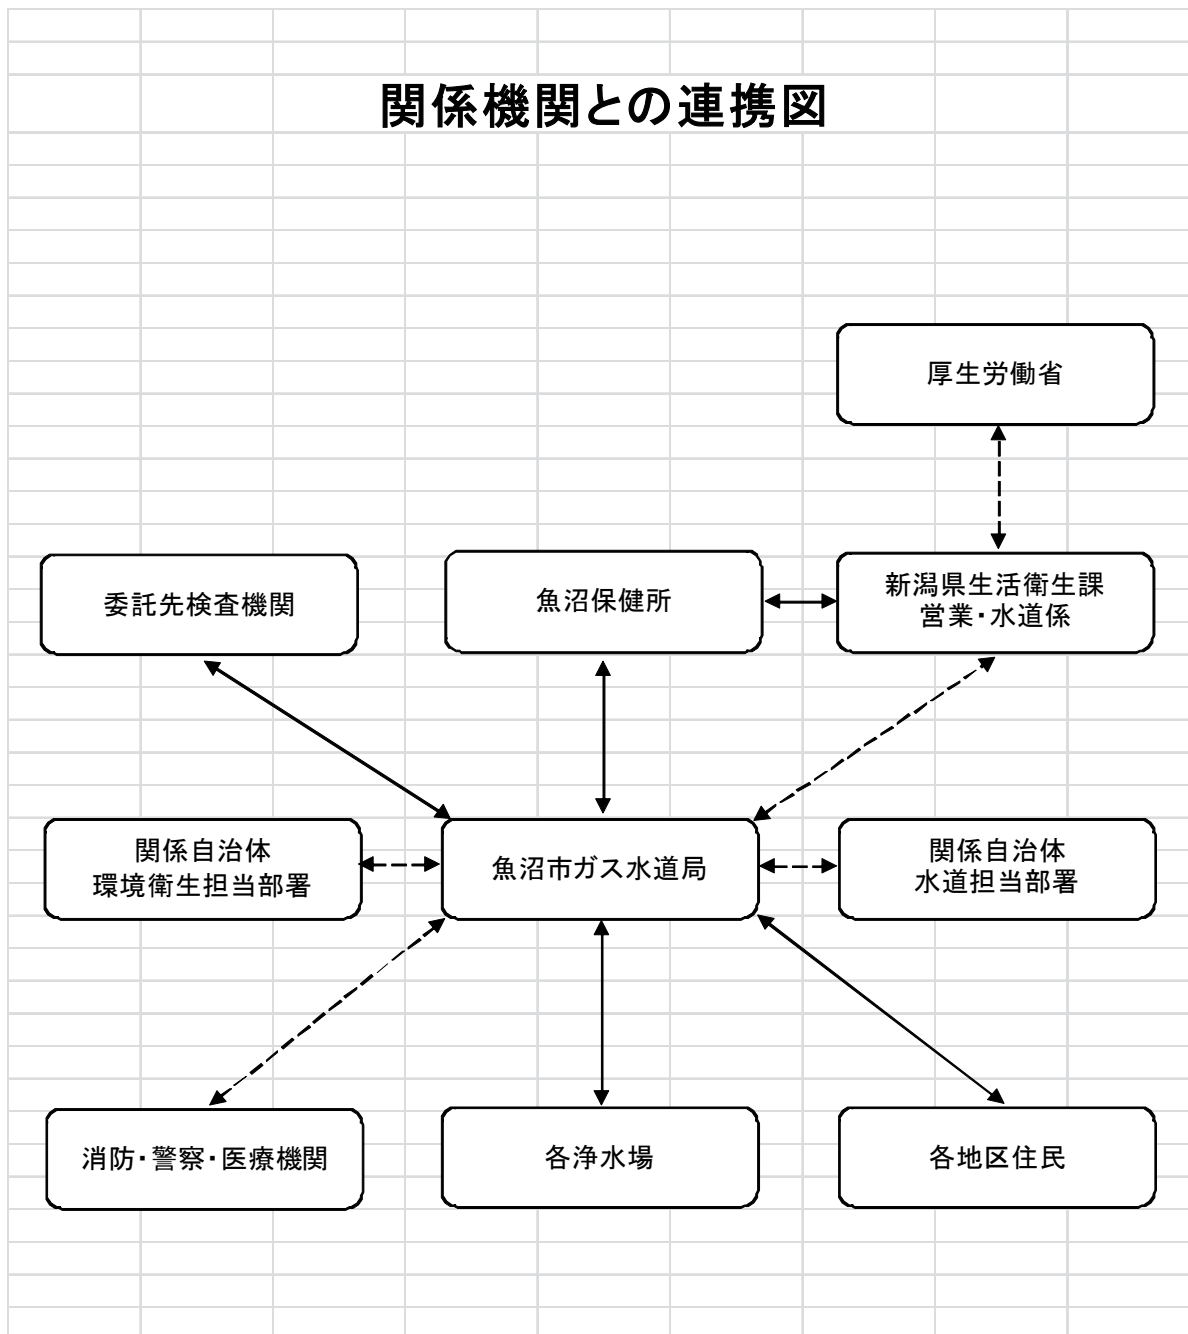 関係機関との連携図
厚生労働省
委託先検査機関
魚沼保健所
新潟県生活衛生課
営業・水道係
関係自治体
環境衛生担当部署
魚沼市ガス水道局
関係自治体
水道担当部署
消防・警察・医療機関
各浄水場
各地区住民